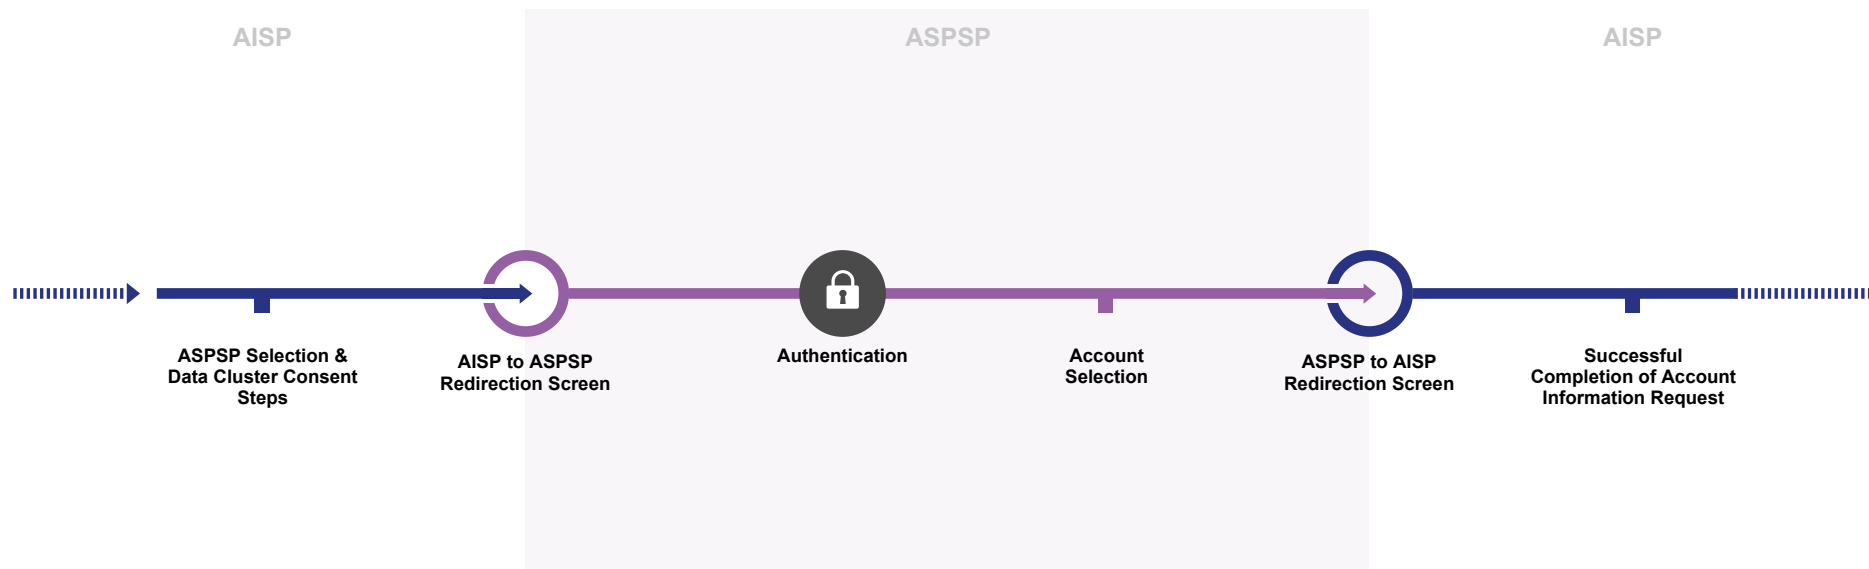 AISP
ASPSP
AISP
ASPSP Selection &
Data Cluster Consent
Steps
AISP to ASPSP
Redirection Screen
Authentication
Account
Selection
ASPSP to AISP
Redirection Screen
Successful
Completion of Account
Information Request